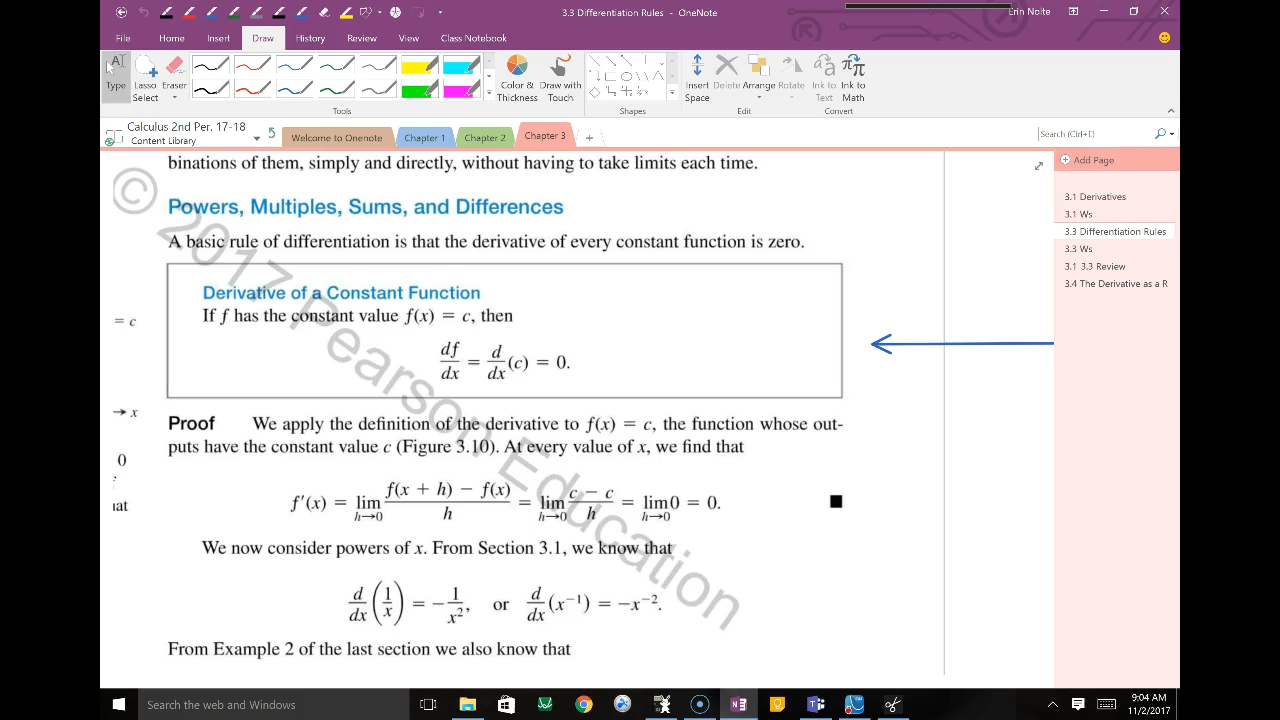 3.3 Differentiation Rules - OneNote
Erin Nolte
File Home Insert Draw History Review View Class Notebook
Type
Lasso Select
Eraser
Color & Thickness
Draw with Touch
Insert Space
Delete
Arrange
Rotate
Ink to Text
Ink to Math
Tools
Shapes
Edit
Convert
Calculus 2nd Per. 17-18
Content Library
Welcome to Onenote
Chapter 1
Chapter 2
Chapter 3
Search (Ctrl+E)
Add Page
3.1 Derivatives
3.1 Ws
3.3 Differentiation Rules
3.3 Ws
3.1 3.3 Review
3.4 The Derivative as a R
binations of them, simply and directly, without having to take limits each time.
Powers, Multiples, Sums, and Differences
A basic rule of differentiation is that the derivative of every constant function is zero.
Derivative of a Constant Function
If f has the constant value f(x) = c, then
df/dx = d/dx (c) = 0.
= c
→ x
0
Proof We apply the definition of the derivative to f(x) = c, the function whose out-
puts have the constant value c (Figure 3.10). At every value of x, we find that
f′(x) = lim h→0 f(x + h) − f(x) / h = lim h→0 c − c / h = lim h→0 0 = 0. ■
We now consider powers of x. From Section 3.1, we know that
d/dx (1/x) = −1/x², or d/dx (x⁻¹) = −x⁻².
From Example 2 of the last section we also know that
© 2017 Pearson Education
Search the web and Windows
9:04 AM
11/2/2017